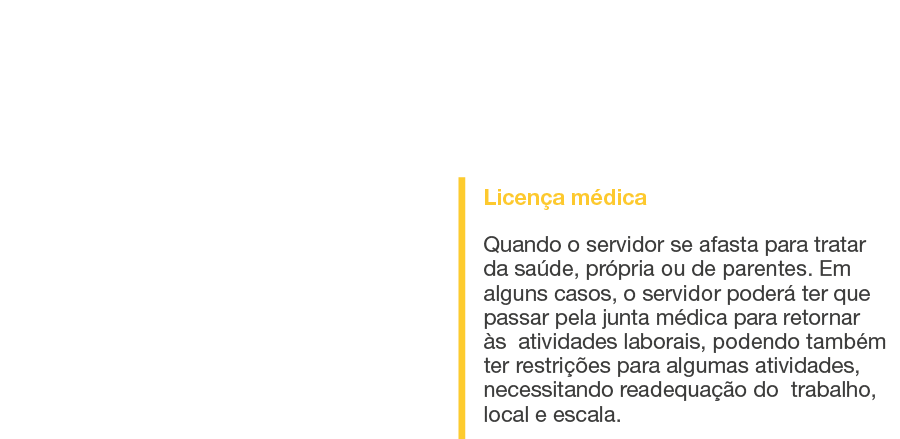 Licença médica
Quando o servidor se afasta para tratar
da saúde, própria ou de parentes. Em
alguns casos, o servidor poderá ter que
passar pela junta médica para retornar
às  atividades laborais, podendo também
ter restrições para algumas atividades,
necessitando readequação do  trabalho,
local e escala.